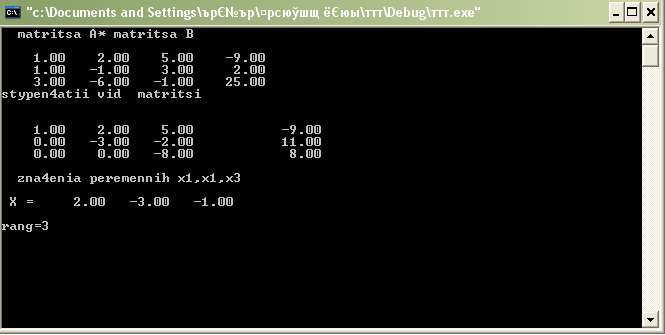 "c:\Documents and Settings\ърЄ№ър\¤рсюўшщ ёЄюы\ттт\Debug\ттт.exe"
matritsa A* matritsa B
1.00 2.00 5.00 -9.00
1.00 -1.00 3.00 2.00
3.00 -6.00 -1.00 25.00
stypen4atii vid matritsi
1.00 2.00 5.00 -9.00
0.00 -3.00 -2.00 11.00
0.00 0.00 -8.00 8.00
zna4enia peremennih x1,x1,x3
X = 2.00 -3.00 -1.00
rang=3